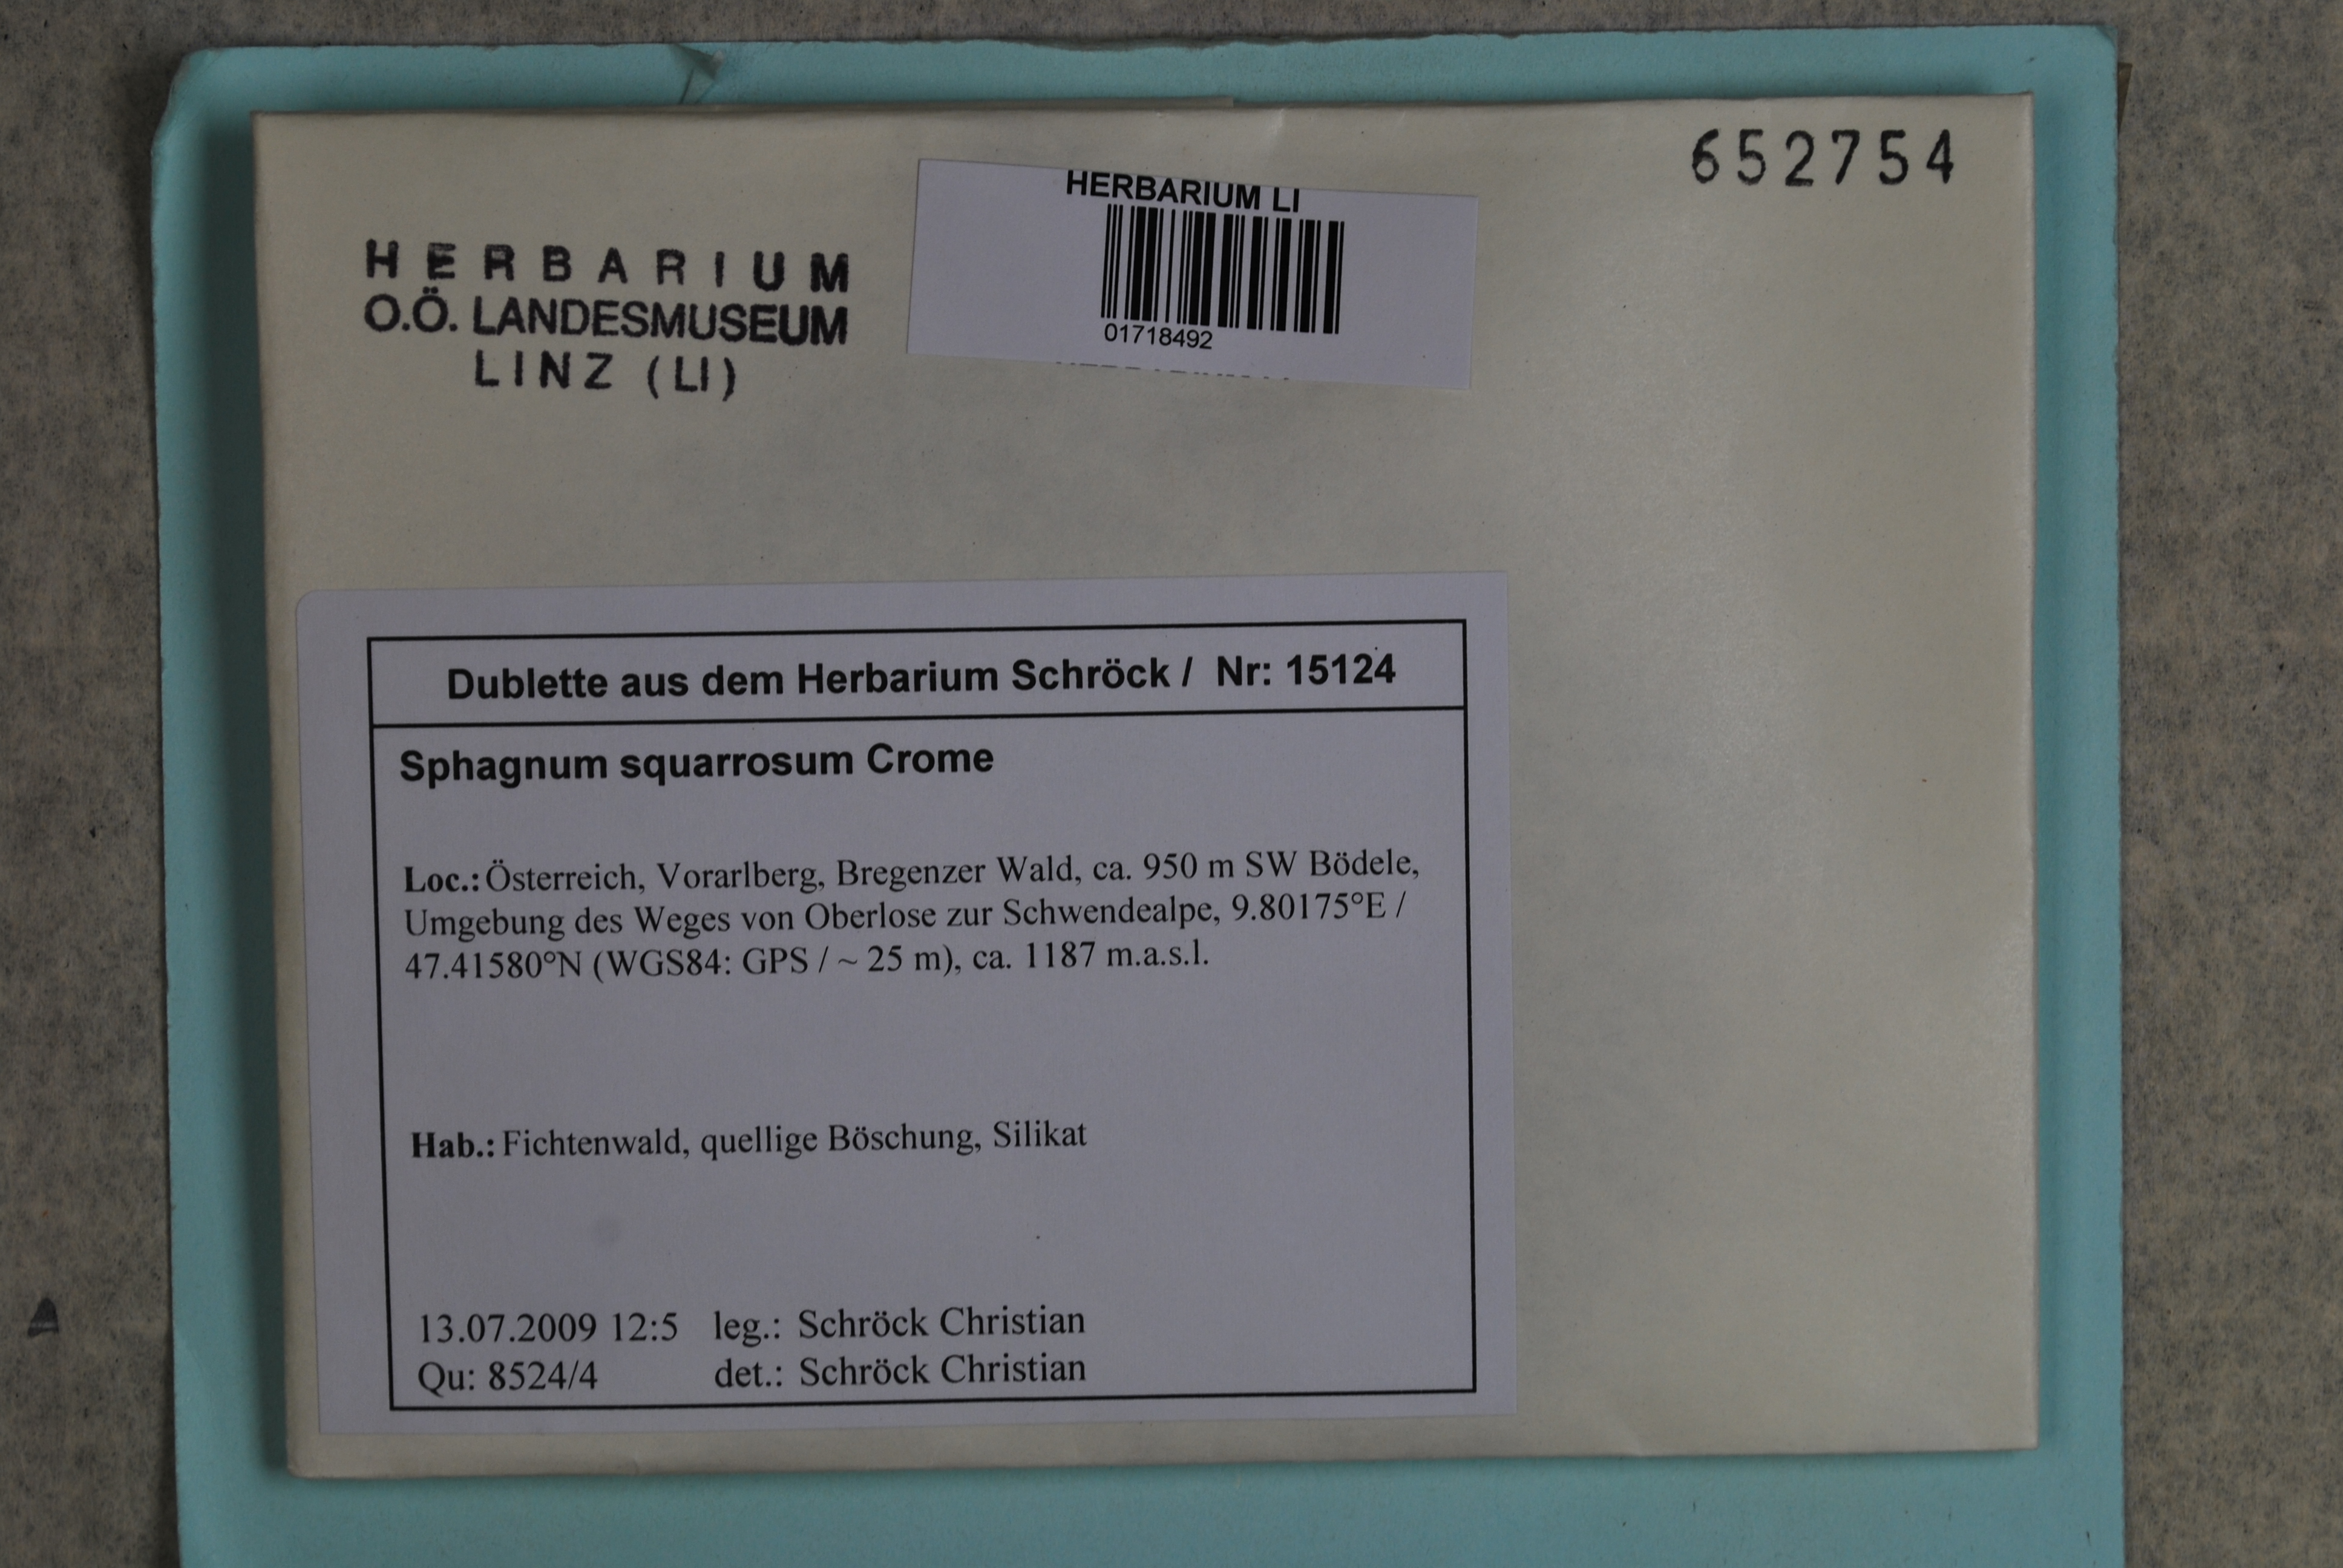 652754
HERBARIUM LI
01718492
HERBARIUM
O.Ö. LANDESMUSEUM
LINZ (LI)
Dublette aus dem Herbarium Schröck / Nr: 15124
Sphagnum squarrosum Crome
Loc.: Österreich, Vorarlberg, Bregenzer Wald, ca. 950 m SW Bödele,
Umgebung des Weges von Oberlose zur Schwendealpe, 9.80175°E /
47.41580°N (WGS84: GPS / ~ 25 m), ca. 1187 m.a.s.l.
Hab.: Fichtenwald, quellige Böschung, Silikat
13.07.2009 12:5 leg.: Schröck Christian
Qu: 8524/4 det.: Schröck Christian